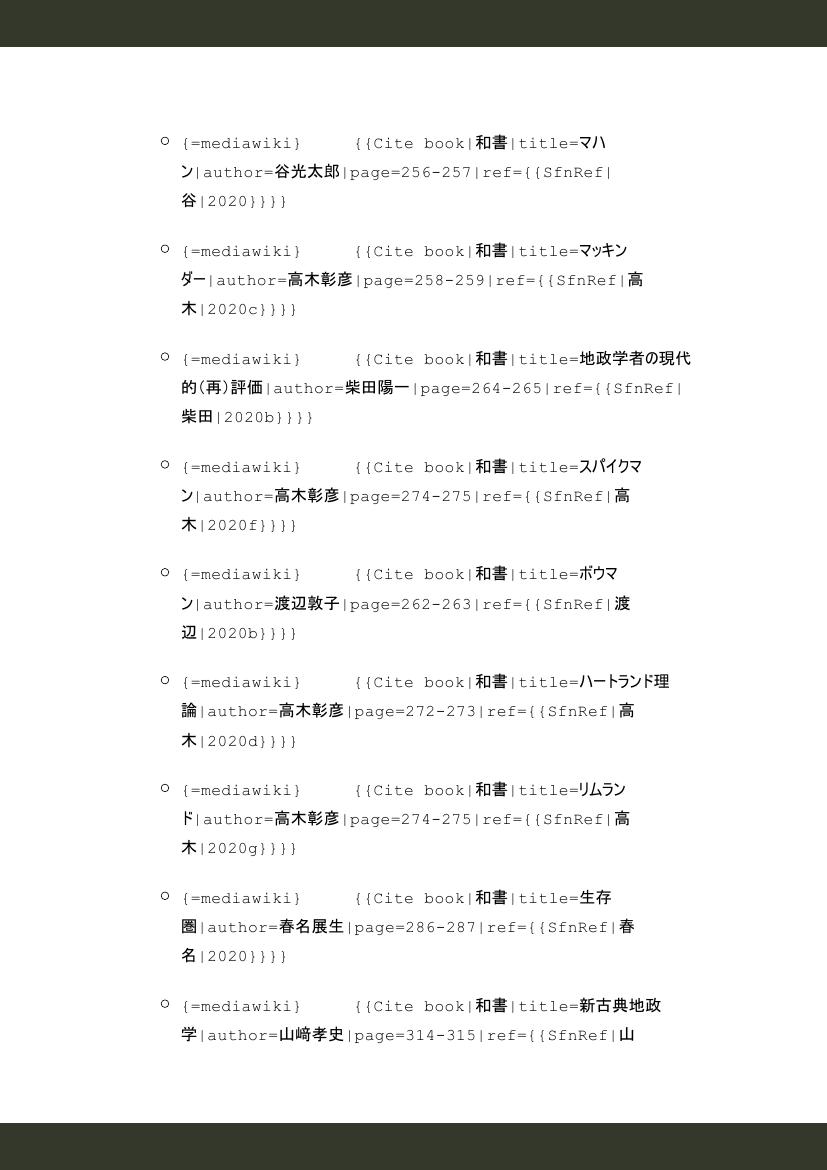 ○ {=mediawiki} {{Cite book|和書|title=マハ
ン|author=谷光太郎|page=256-257|ref={{SfnRef|
谷|2020}}}}
○ {=mediawiki} {{Cite book|和書|title=マッキン
ダー|author=高木彰彦|page=258-259|ref={{SfnRef|高
木|2020c}}}}
○ {=mediawiki} {{Cite book|和書|title=地政学者の現代
的(再)評価|author=柴田陽一|page=264-265|ref={{SfnRef|
柴田|2020b}}}}
○ {=mediawiki} {{Cite book|和書|title=スパイクマ
ン|author=高木彰彦|page=274-275|ref={{SfnRef|高
木|2020f}}}}
○ {=mediawiki} {{Cite book|和書|title=ボウマ
ン|author=渡辺敦子|page=262-263|ref={{SfnRef|渡
辺|2020b}}}}
○ {=mediawiki} {{Cite book|和書|title=ハートランド理
論|author=高木彰彦|page=272-273|ref={{SfnRef|高
木|2020d}}}}
○ {=mediawiki} {{Cite book|和書|title=リムラン
ド|author=高木彰彦|page=274-275|ref={{SfnRef|高
木|2020g}}}}
○ {=mediawiki} {{Cite book|和書|title=生存
圏|author=春名展生|page=286-287|ref={{SfnRef|春
名|2020}}}}
○ {=mediawiki} {{Cite book|和書|title=新古典地政
学|author=山﨑孝史|page=314-315|ref={{SfnRef|山